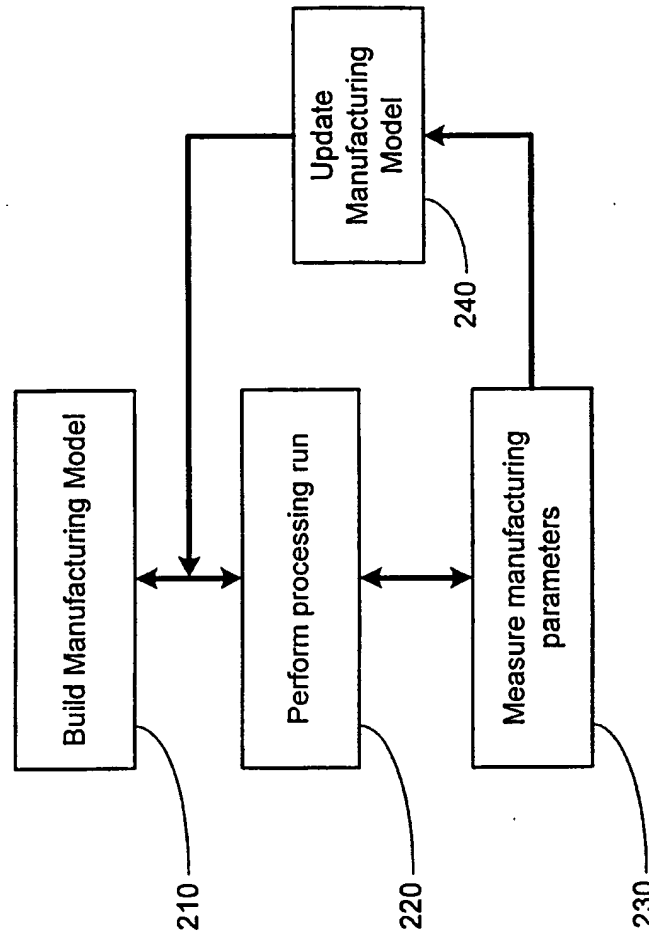 Build Manufacturing Model
210
Perform processing run
220
Measure manufacturing
parameters
230
Update
Manufacturing
Model
240